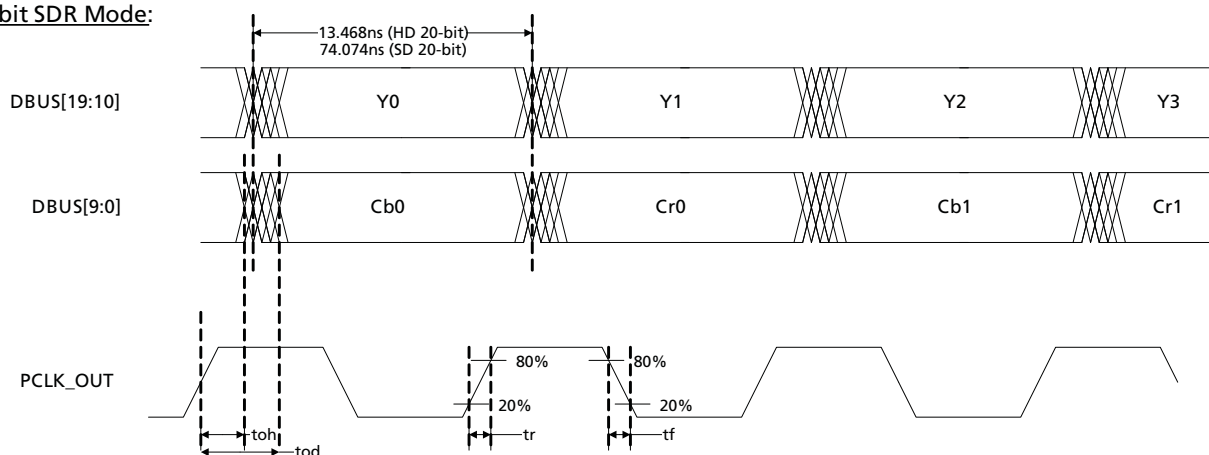 bit SDR Mode:
13.468ns (HD 20-bit)
74.074ns (SD 20-bit)
DBUS[19:10]
Y0
Y1
Y2
Y3
DBUS[9:0]
Cb0
Cr0
Cb1
Cr1
PCLK_OUT
80%
80%
20%
20%
toh
tr
tf
tod